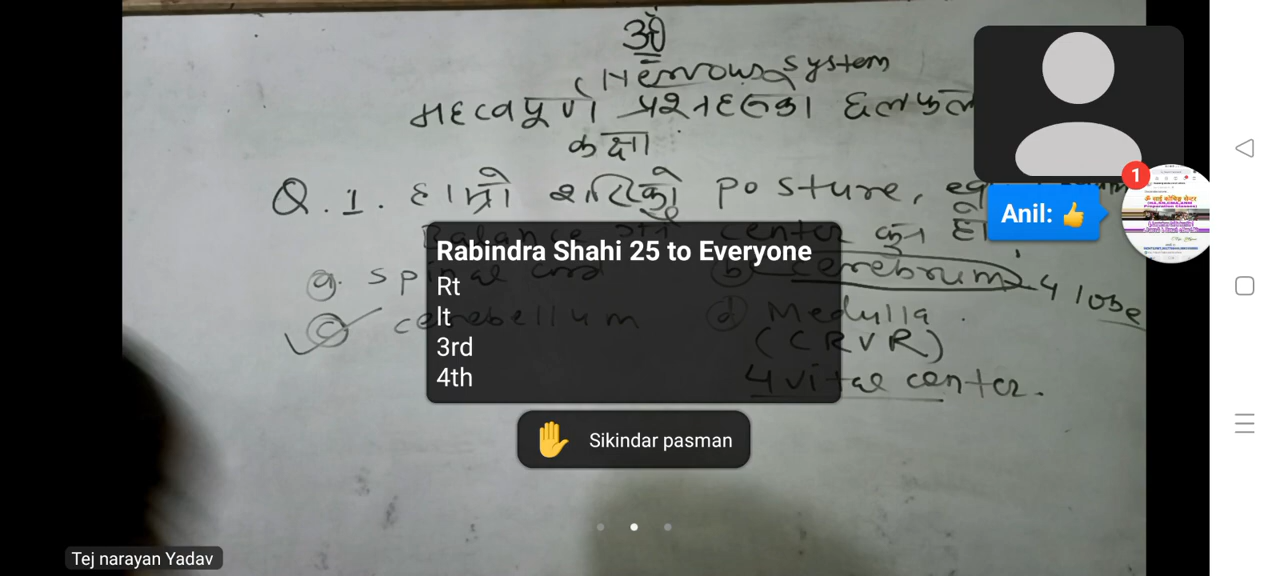 ॐ
(Nervous system
महत्वपूर्ण प्रश्नहरुको छलफल
कक्षा
Q.1. हाम्रो शरिरको posture,
Balance गर्ने center कुन हो
a. spinal cord
b cerebrum 4 lobe
c cerebellum
d Medulla.
(CRVR)
4 vital center.
Rabindra Shahi 25 to Everyone
Rt
lt
3rd
4th
✋ Sikindar pasman
Anil: 👍
1
Tej narayan Yadav